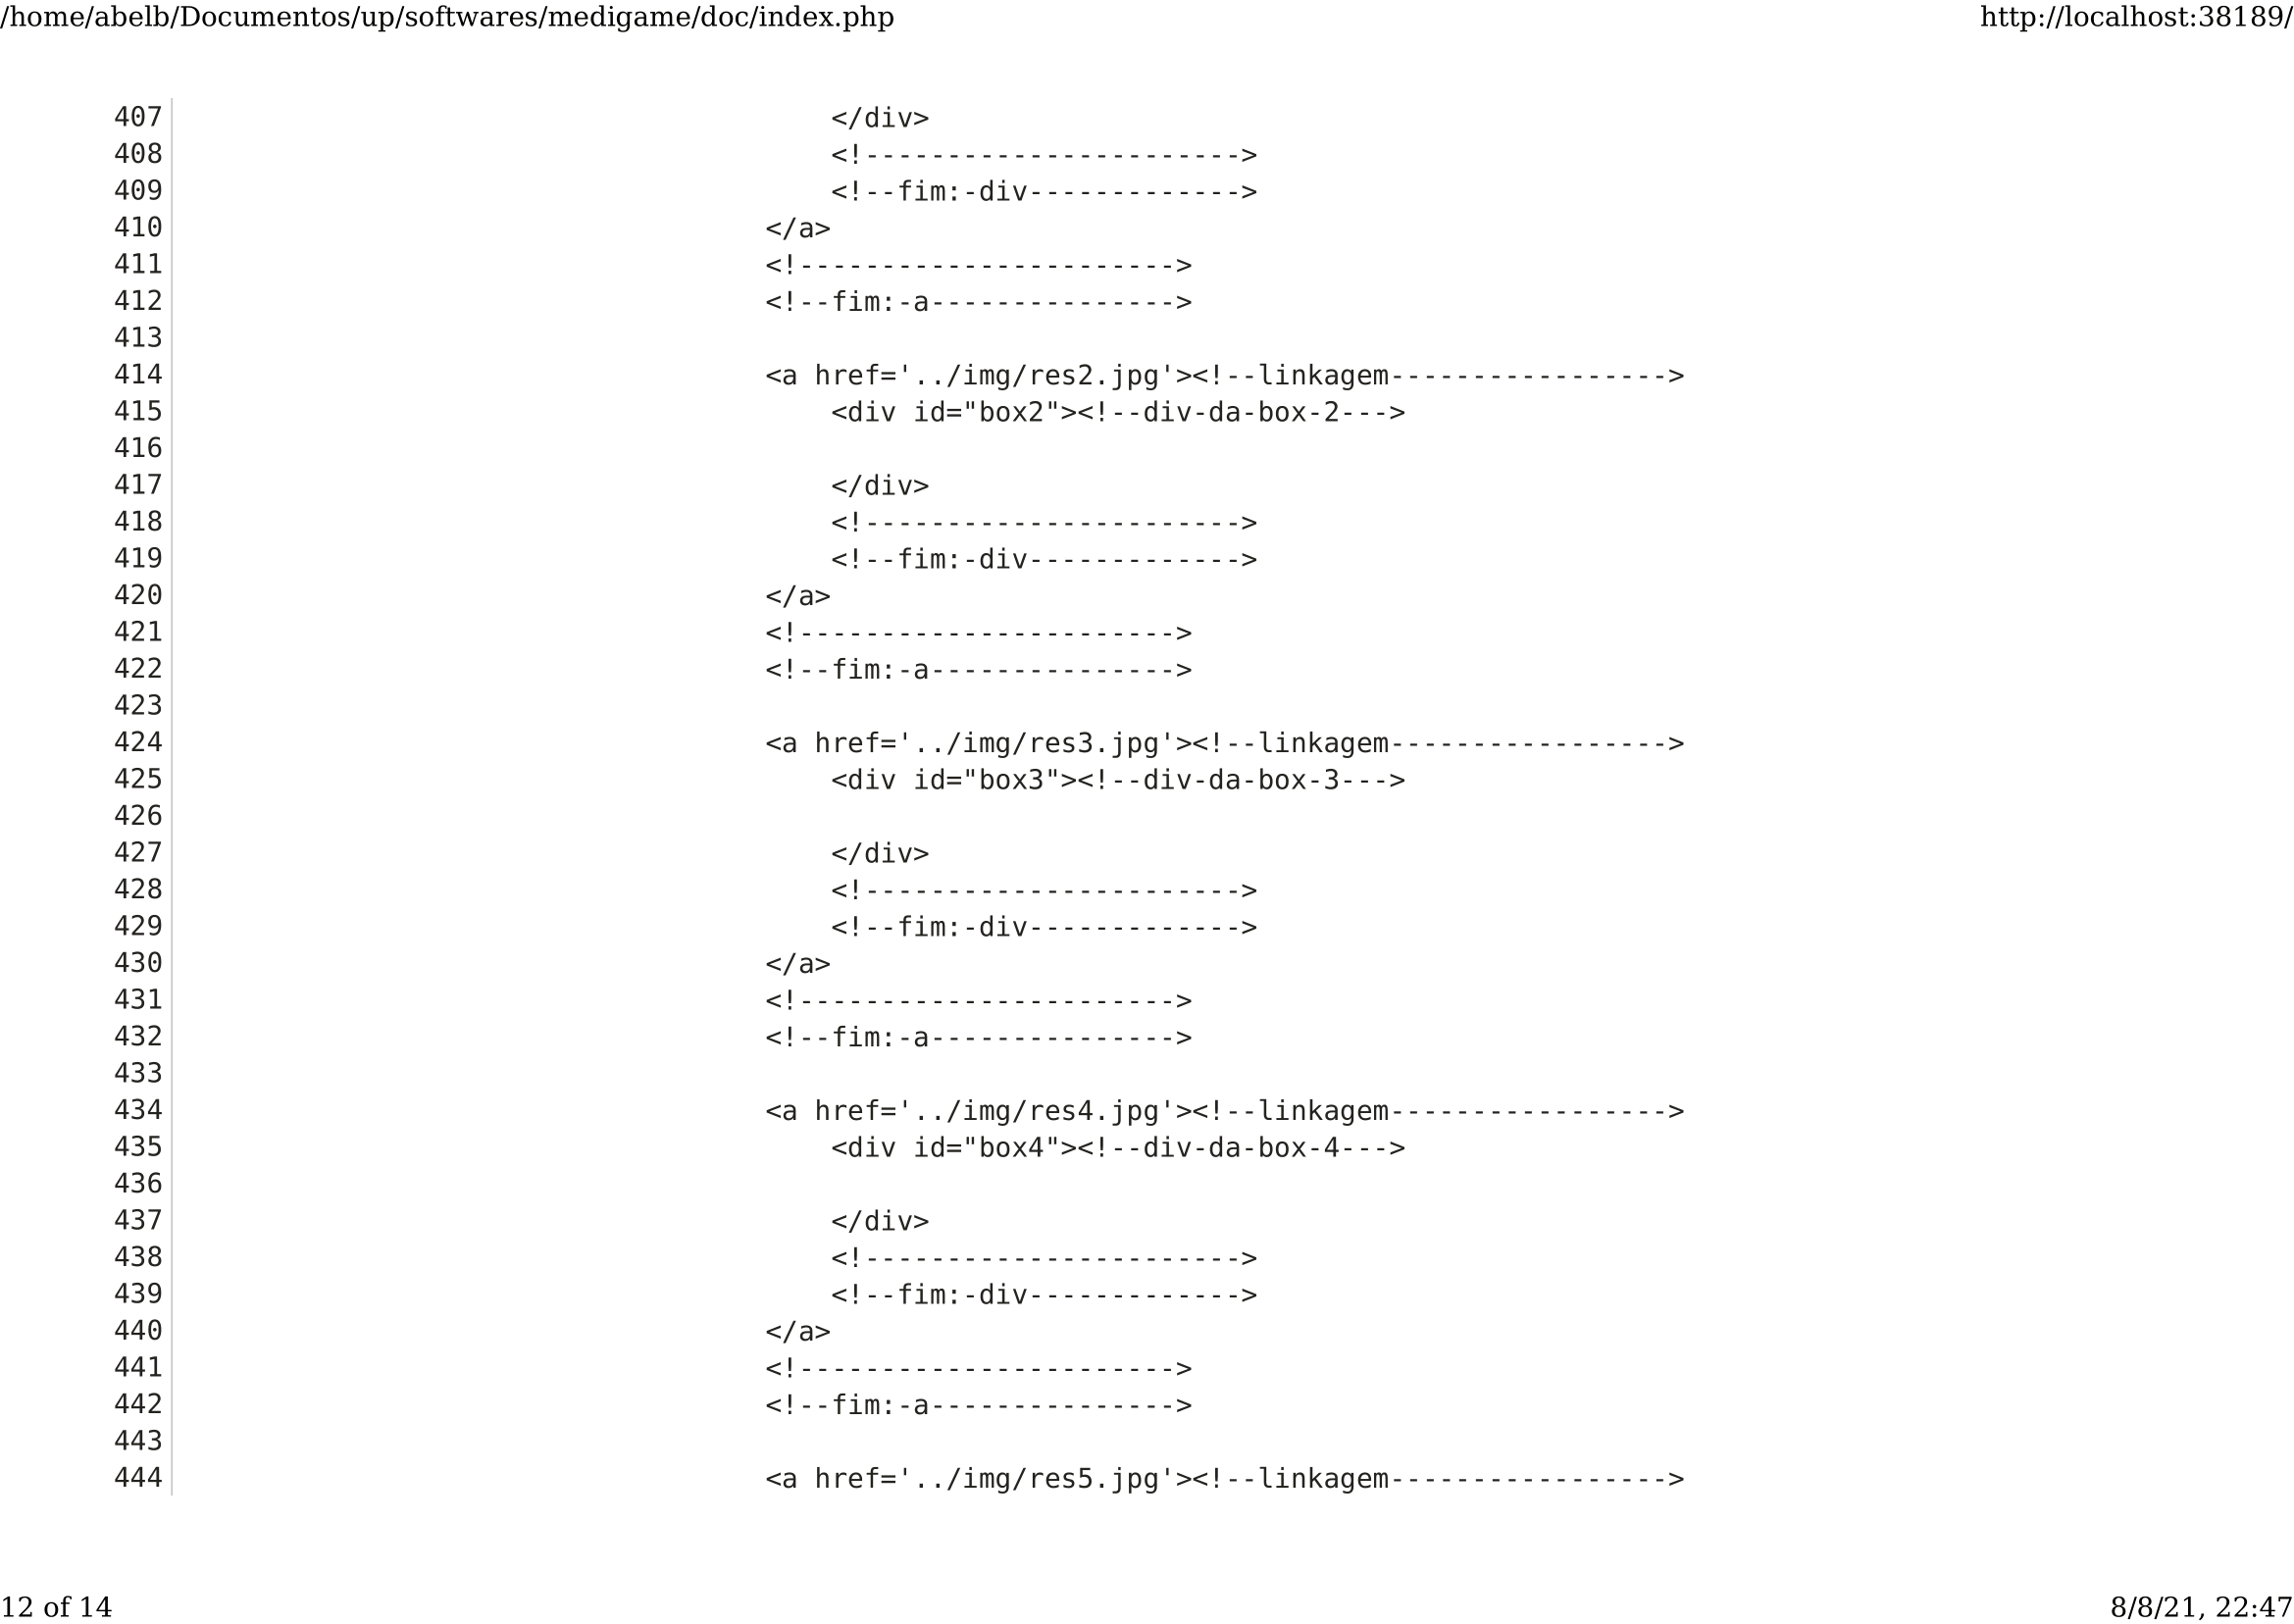 /home/abelb/Documentos/up/softwares/medigame/doc/index.php http://localhost:38189/
407 </div>
408 <!----------------------->
409 <!--fim:-div------------->
410 </a>
411 <!----------------------->
412 <!--fim:-a--------------->
413
414 <a href='../img/res2.jpg'><!--linkagem----------------->
415 <div id="box2"><!--div-da-box-2--->
416
417 </div>
418 <!----------------------->
419 <!--fim:-div------------->
420 </a>
421 <!----------------------->
422 <!--fim:-a--------------->
423
424 <a href='../img/res3.jpg'><!--linkagem----------------->
425 <div id="box3"><!--div-da-box-3--->
426
427 </div>
428 <!----------------------->
429 <!--fim:-div------------->
430 </a>
431 <!----------------------->
432 <!--fim:-a--------------->
433
434 <a href='../img/res4.jpg'><!--linkagem----------------->
435 <div id="box4"><!--div-da-box-4--->
436
437 </div>
438 <!----------------------->
439 <!--fim:-div------------->
440 </a>
441 <!----------------------->
442 <!--fim:-a--------------->
443
444 <a href='../img/res5.jpg'><!--linkagem----------------->
12 of 14 8/8/21, 22:47